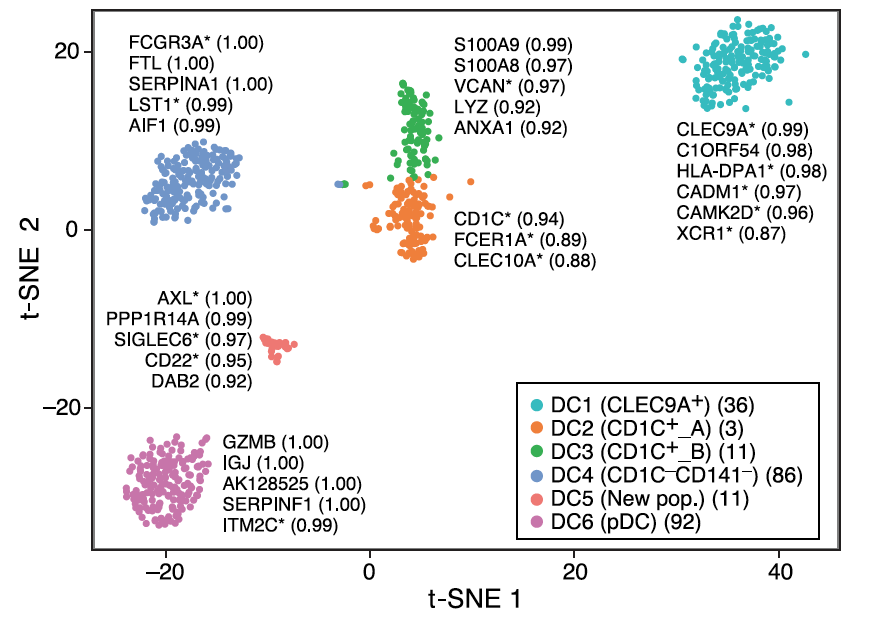 FCGR3A* (1.00)
FTL (1.00)
SERPINA1 (1.00)
LST1* (0.99)
AIF1 (0.99)
S100A9 (0.99)
S100A8 (0.97)
VCAN* (0.97)
LYZ (0.92)
ANXA1 (0.92)
CLEC9A* (0.99)
C1ORF54 (0.98)
HLA-DPA1* (0.98)
CADM1* (0.97)
CAMK2D* (0.96)
XCR1* (0.87)
CD1C* (0.94)
FCER1A* (0.89)
CLEC10A* (0.88)
AXL* (1.00)
PPP1R14A (0.99)
SIGLEC6* (0.97)
CD22* (0.95)
DAB2 (0.92)
GZMB (1.00)
IGJ (1.00)
AK128525 (1.00)
SERPINF1 (1.00)
ITM2C* (0.99)
DC1 (CLEC9A⁺) (36)
DC2 (CD1C⁺_A) (3)
DC3 (CD1C⁺_B) (11)
DC4 (CD1C⁻CD141⁻) (86)
DC5 (New pop.) (11)
DC6 (pDC) (92)
20
0
−20
t-SNE 2
−20
0
20
40
t-SNE 1